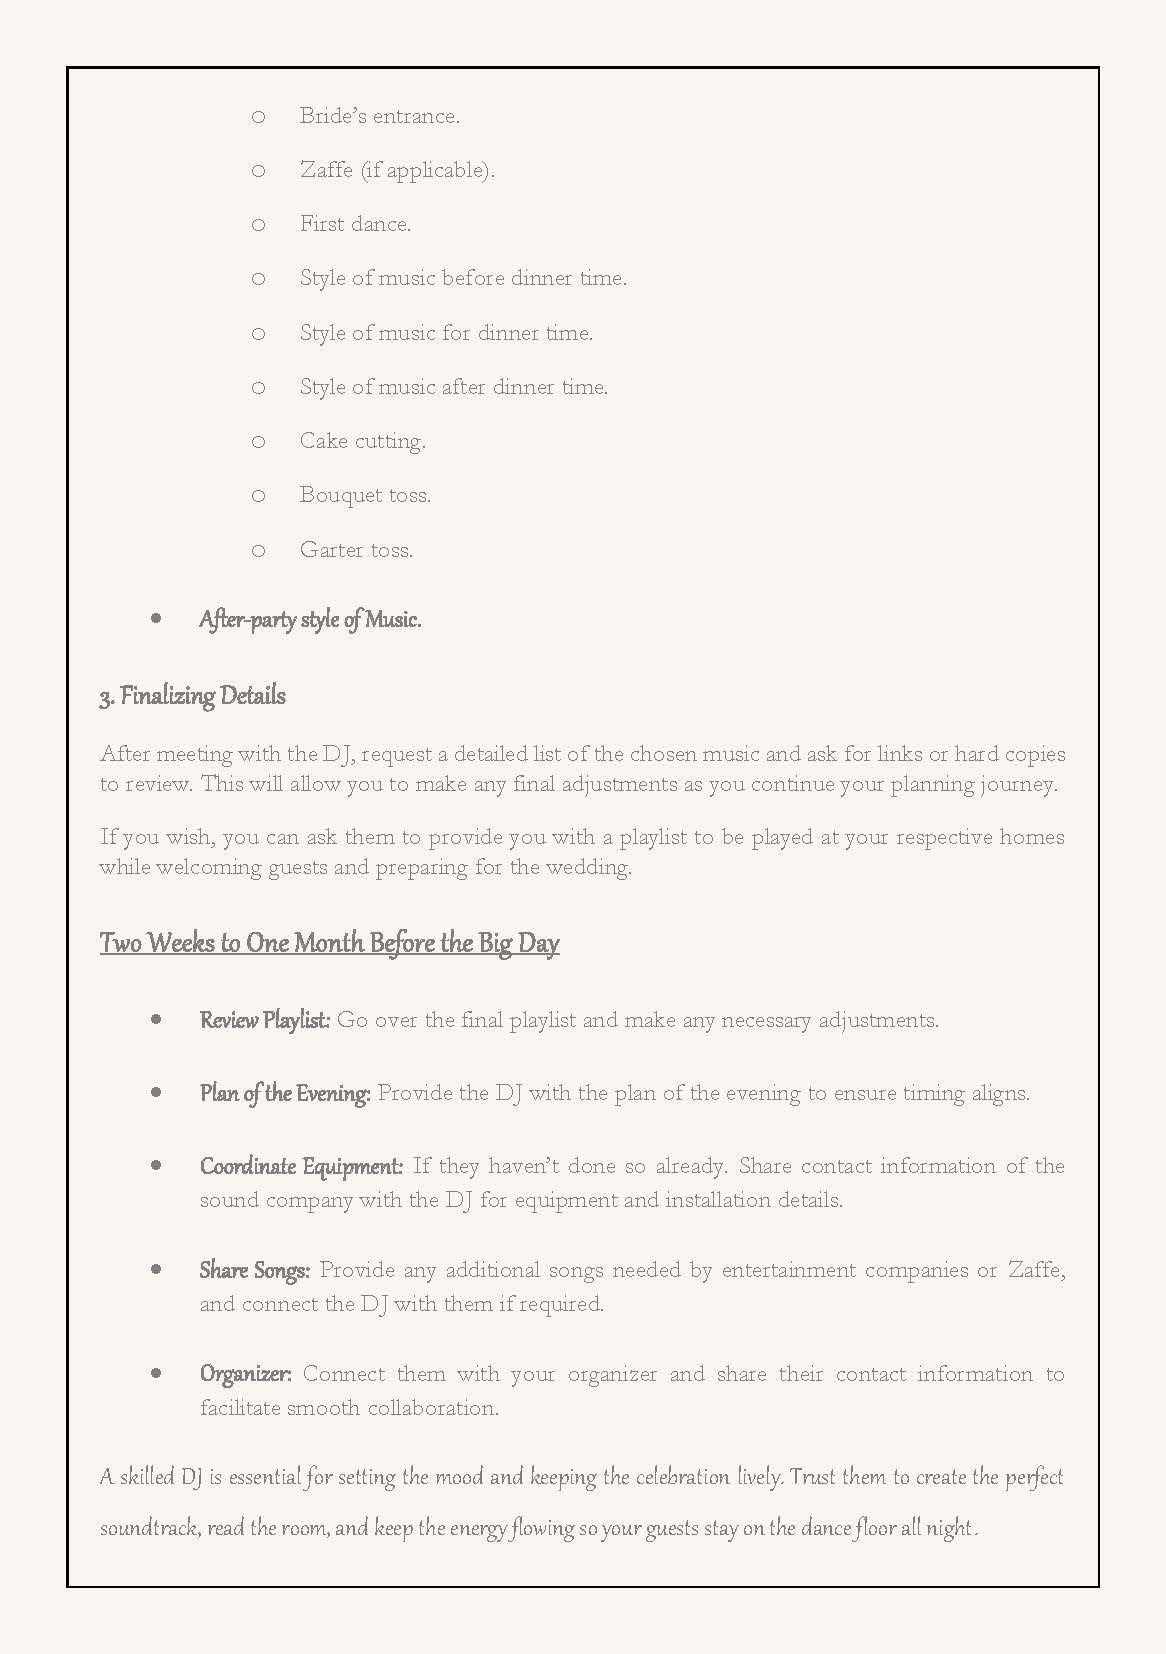 o Bride’s entrance.
o Zaffe (if applicable).
o First dance.
o Style of music before dinner time.
o Style of music for dinner time.
o Style of music after dinner time.
o Cake cutting.
o Bouquet toss.
o Garter toss.
• After-party style of Music.
3. Finalizing Details
After meeting with the DJ, request a detailed list of the chosen music and ask for links or hard copies
to review. This will allow you to make any final adjustments as you continue your planning journey.
If you wish, you can ask them to provide you with a playlist to be played at your respective homes
while welcoming guests and preparing for the wedding.
Two Weeks to One Month Before the Big Day
• Review Playlist: Go over the final playlist and make any necessary adjustments.
• Plan of the Evening: Provide the DJ with the plan of the evening to ensure timing aligns.
• Coordinate Equipment: If they haven’t done so already. Share contact information of the
sound company with the DJ for equipment and installation details.
• Share Songs: Provide any additional songs needed by entertainment companies or Zaffe,
and connect the DJ with them if required.
• Organizer: Connect them with your organizer and share their contact information to
facilitate smooth collaboration.
A skilled DJ is essential for setting the mood and keeping the celebration lively. Trust them to create the perfect
soundtrack, read the room, and keep the energy flowing so your guests stay on the dance floor all night.